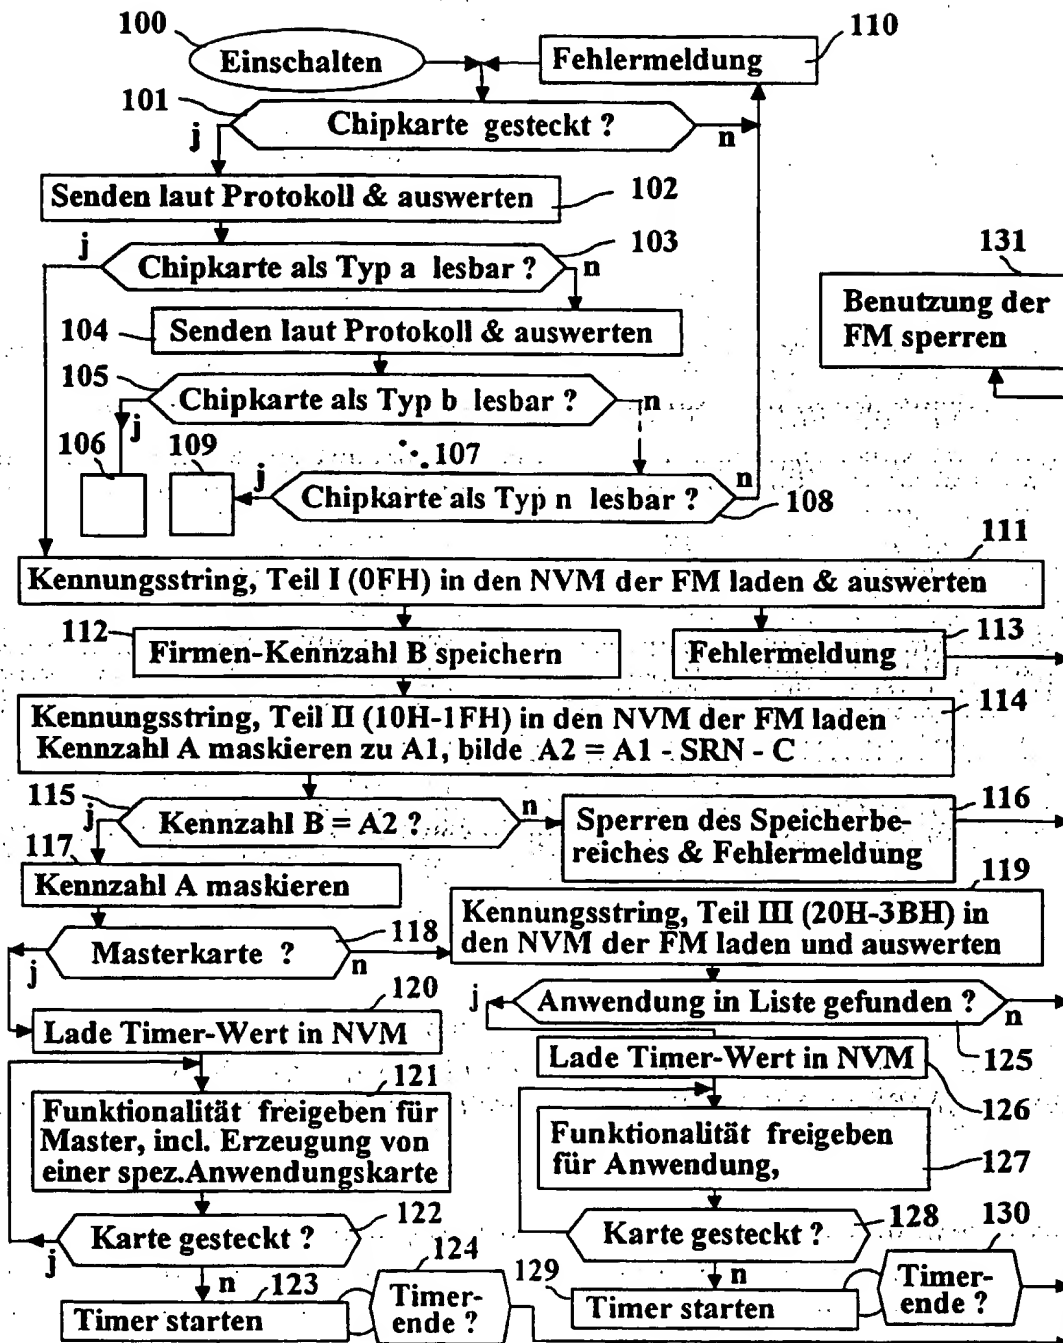 100
Einschalten
Fehlermeldung
110
101
Chipkarte gesteckt ?
j
n
Senden laut Protokoll & auswerten
102
j
Chipkarte als Typ a lesbar ?
103
n
131
Benutzung der
FM sperren
104
Senden laut Protokoll & auswerten
105
Chipkarte als Typ b lesbar ?
n
j
106
109
107
j
Chipkarte als Typ n lesbar ?
n
108
111
Kennungsstring, Teil I (0FH) in den NVM der FM laden & auswerten
112
Firmen-Kennzahl B speichern
Fehlermeldung
113
Kennungsstring, Teil II (10H-1FH) in den NVM der FM laden
Kennzahl A maskieren zu A1, bilde A2 = A1 - SRN - C
114
115
j
Kennzahl B = A2 ?
n
Sperren des Speicherbe-
reiches & Fehlermeldung
116
117
Kennzahl A maskieren
119
Kennungsstring, Teil III (20H-3BH) in
den NVM der FM laden und auswerten
Masterkarte ?
118
j
n
j
Anwendung in Liste gefunden ?
n
125
120
Lade Timer-Wert in NVM
Lade Timer-Wert in NVM
126
121
Funktionalität freigeben für
Master, incl. Erzeugung von
einer spez.Anwendungskarte
Funktionalität freigeben
für Anwendung,
127
Karte gesteckt ?
122
j
n
Karte gesteckt ?
128
n
123
Timer starten
124
Timer-
ende ?
129
Timer starten
130
Timer-
ende ?